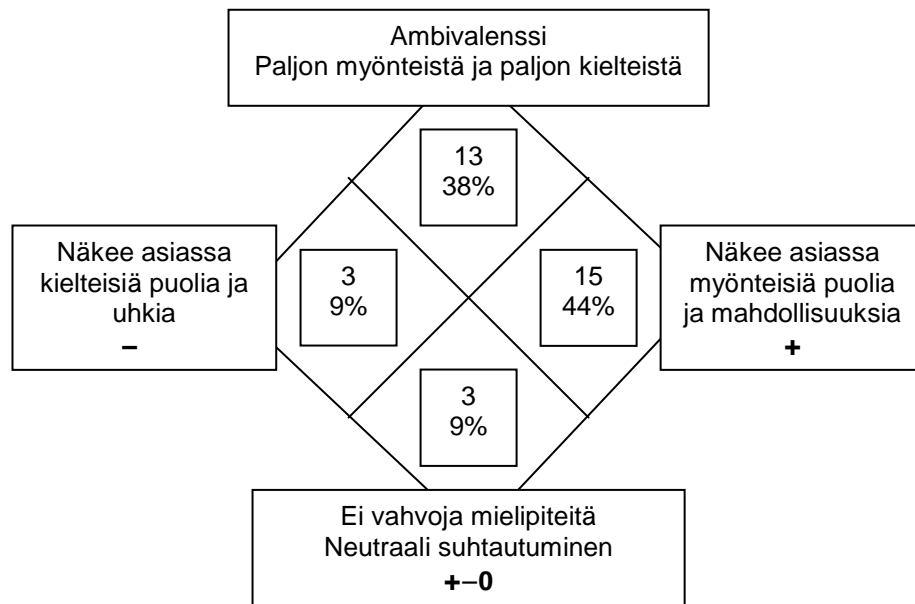 Ambivalenssi
Paljon myönteistä ja paljon kielteistä
13
38%
Näkee asiassa
kielteisiä puolia ja
uhkia
–
3
9%
15
44%
Näkee asiassa
myönteisiä puolia
ja mahdollisuuksia
+
3
9%
Ei vahvoja mielipiteitä
Neutraali suhtautuminen
+–0